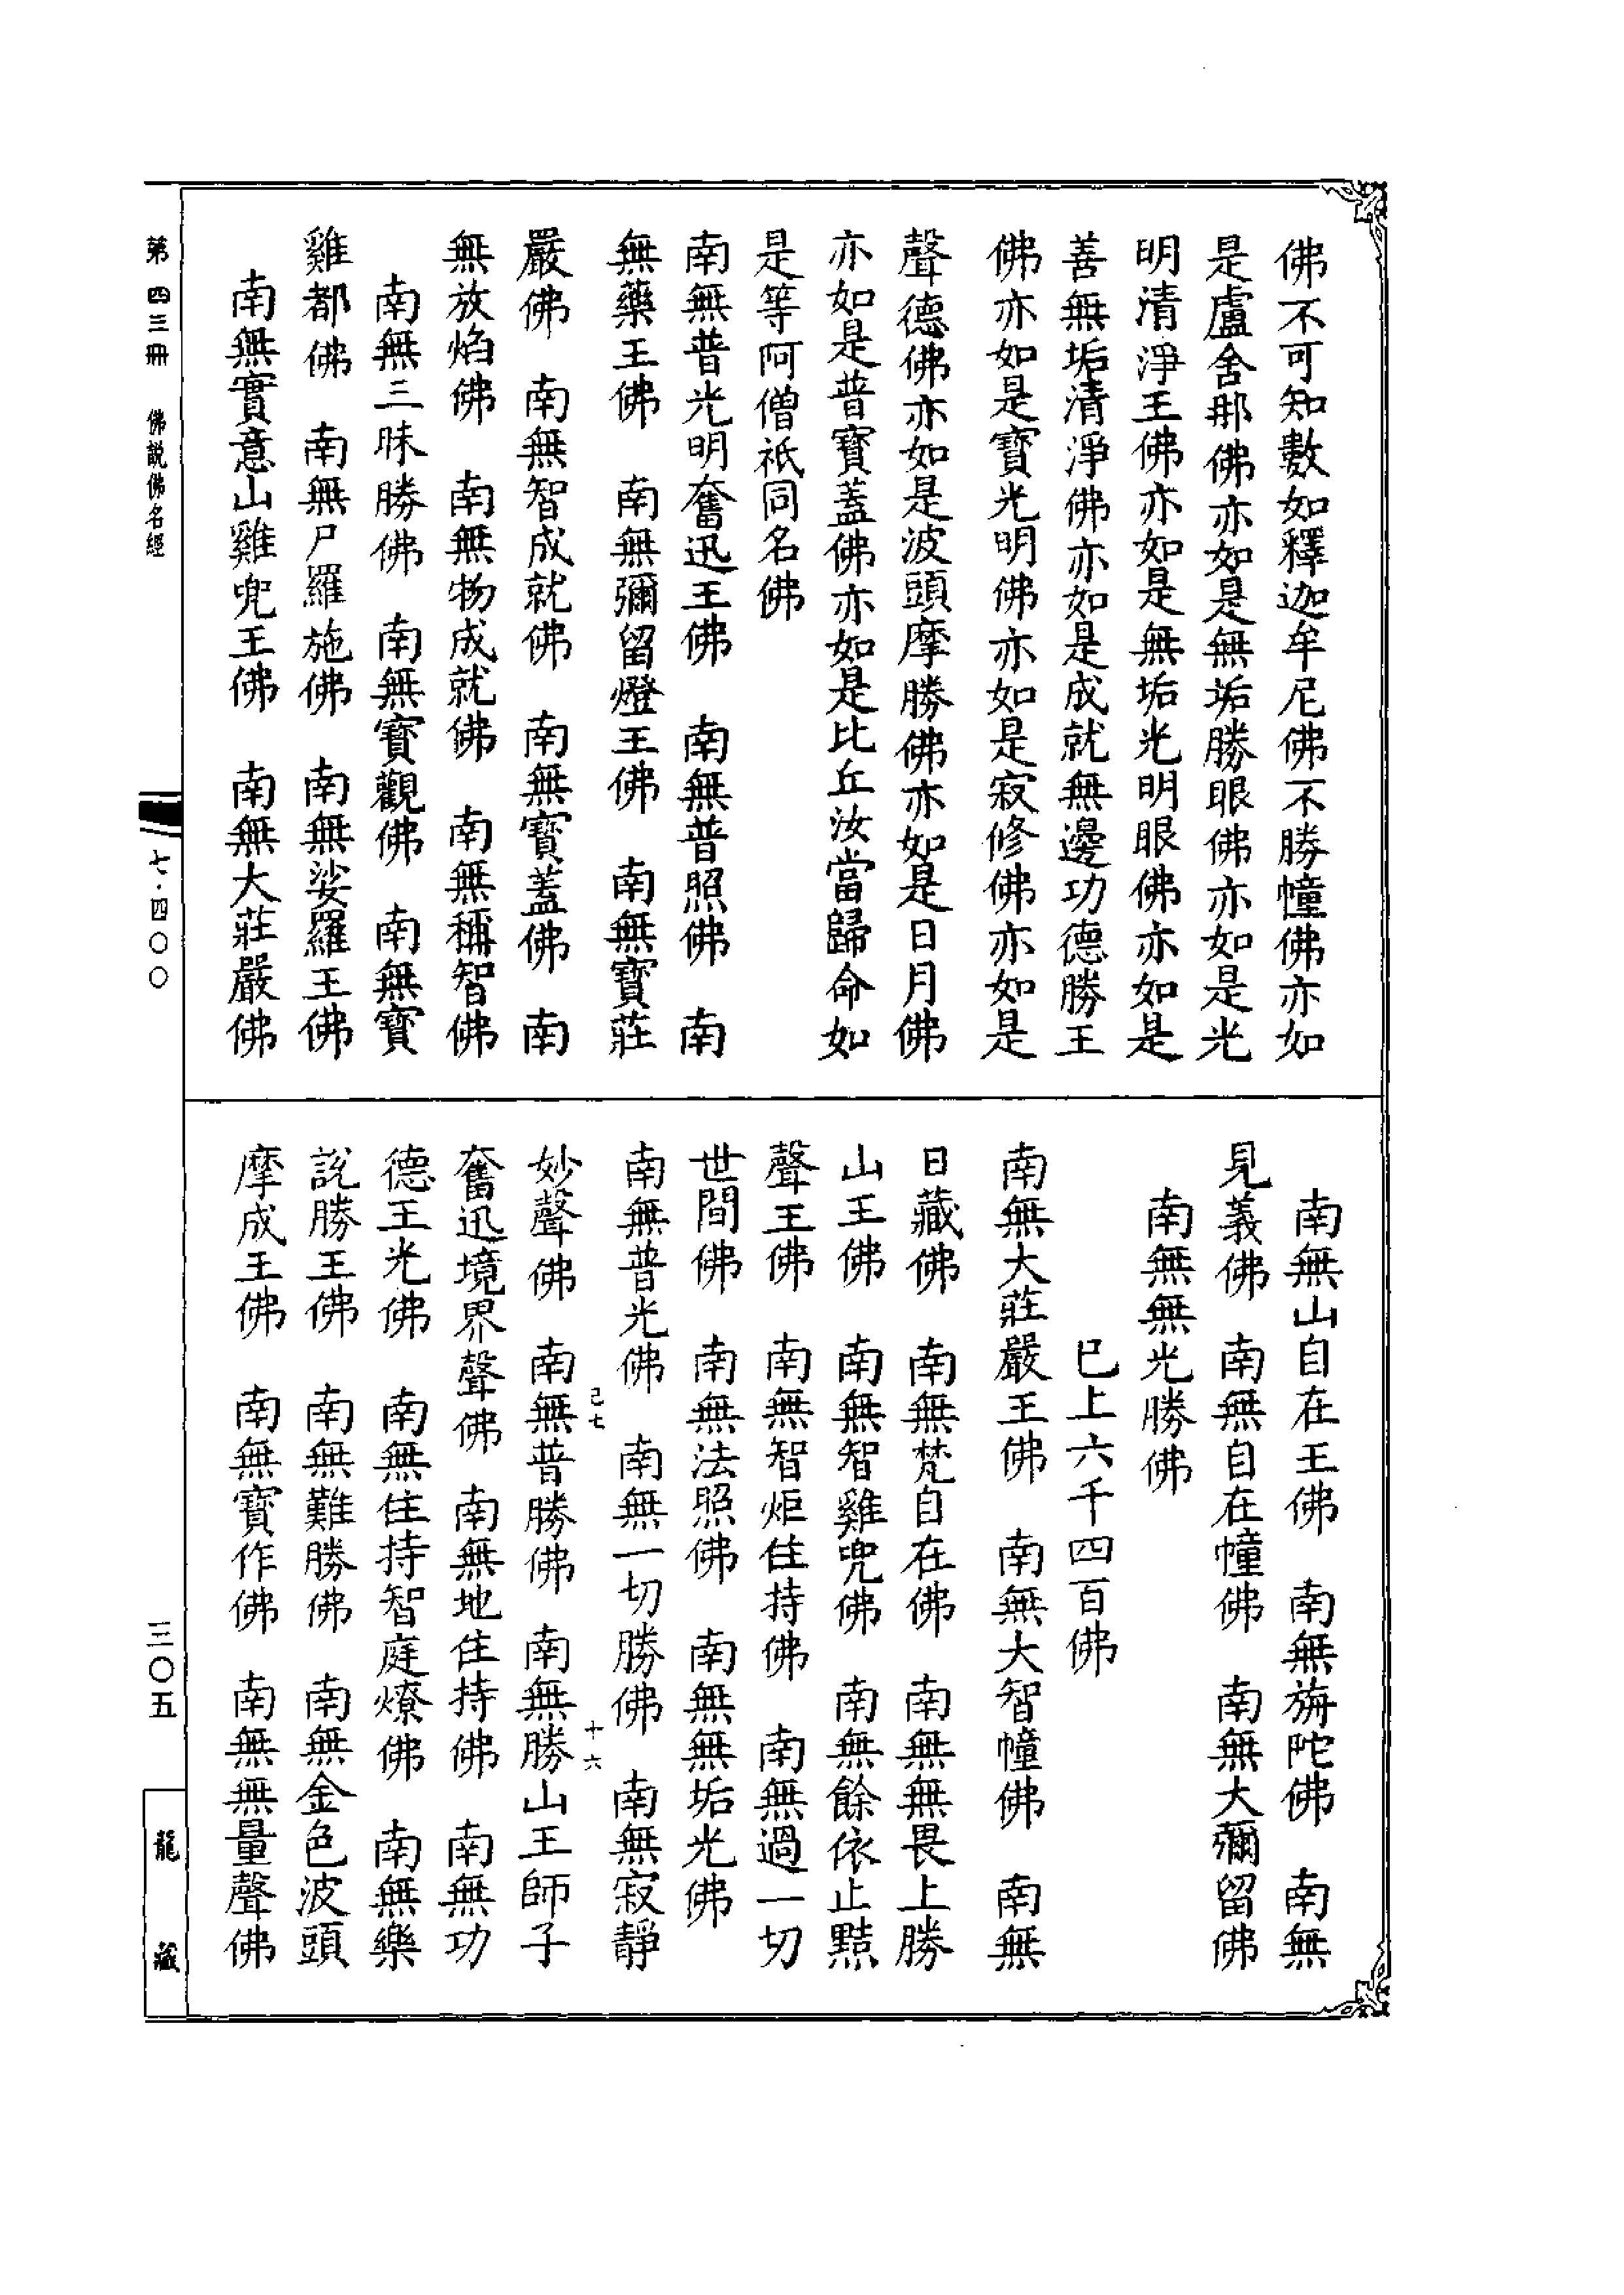 佛不可知數如釋迦牟尼佛不勝幢佛亦如
是盧舍那佛亦如是無垢勝眼佛亦如是光
明清淨王佛亦如是無垢光明眼佛亦如是
善無垢清淨佛亦如是成就無邊功德勝王
佛亦如是寶光明佛亦如是寂修佛亦如是
聲德佛亦如是波頭摩勝佛亦如是日月佛
亦如是普寶蓋佛亦如是比丘汝當歸命如
是等阿僧祇同名佛
南無普光明奮迅王佛　南無普照佛　南
無藥王佛　南無彌留燈王佛　南無寶莊
嚴佛　南無智成就佛　南無寶蓋佛　南
無放焰佛　南無物成就佛　南無稱智佛
南無三昧勝佛　南無寶觀佛　南無寶
雞都佛　南無尸羅施佛　南無娑羅王佛
南無實意山雞兜王佛　南無大莊嚴佛
南無山自在王佛　南無旃陀佛　南無
見義佛　南無自在幢佛　南無大彌留佛
南無無光勝佛
已上六千四百佛
南無大莊嚴王佛　南無大智幢佛　南無
日藏佛　南無梵自在佛　南無無畏上勝
山王佛　南無智雞兜佛　南無餘依止黠
聲王佛　南無智炬住持佛　南無過一切
世間佛　南無法照佛　南無無垢光佛
南無普光佛　南無一切勝佛　南無寂靜
己七　十六
妙聲佛　南無普勝佛　南無勝山王師子
奮迅境界聲佛　南無地住持佛　南無功
德王光佛　南無住持智庭燎佛　南無樂
說勝王佛　南無難勝佛　南無金色波頭
摩成王佛　南無寶作佛　南無無量聲佛
第四三冊　佛說佛名經　七·四〇〇　三〇五　龍藏